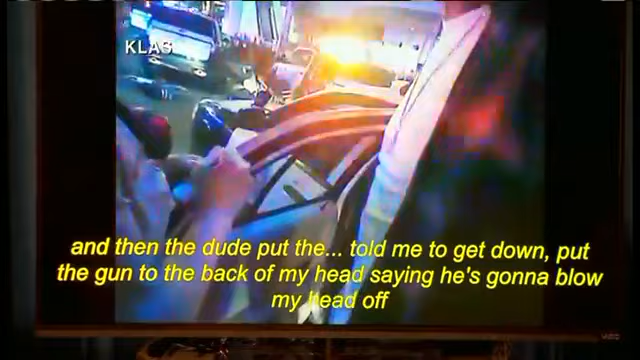 KLAS
and then the dude put the... told me to get down, put
the gun to the back of my head saying he's gonna blow
my head off